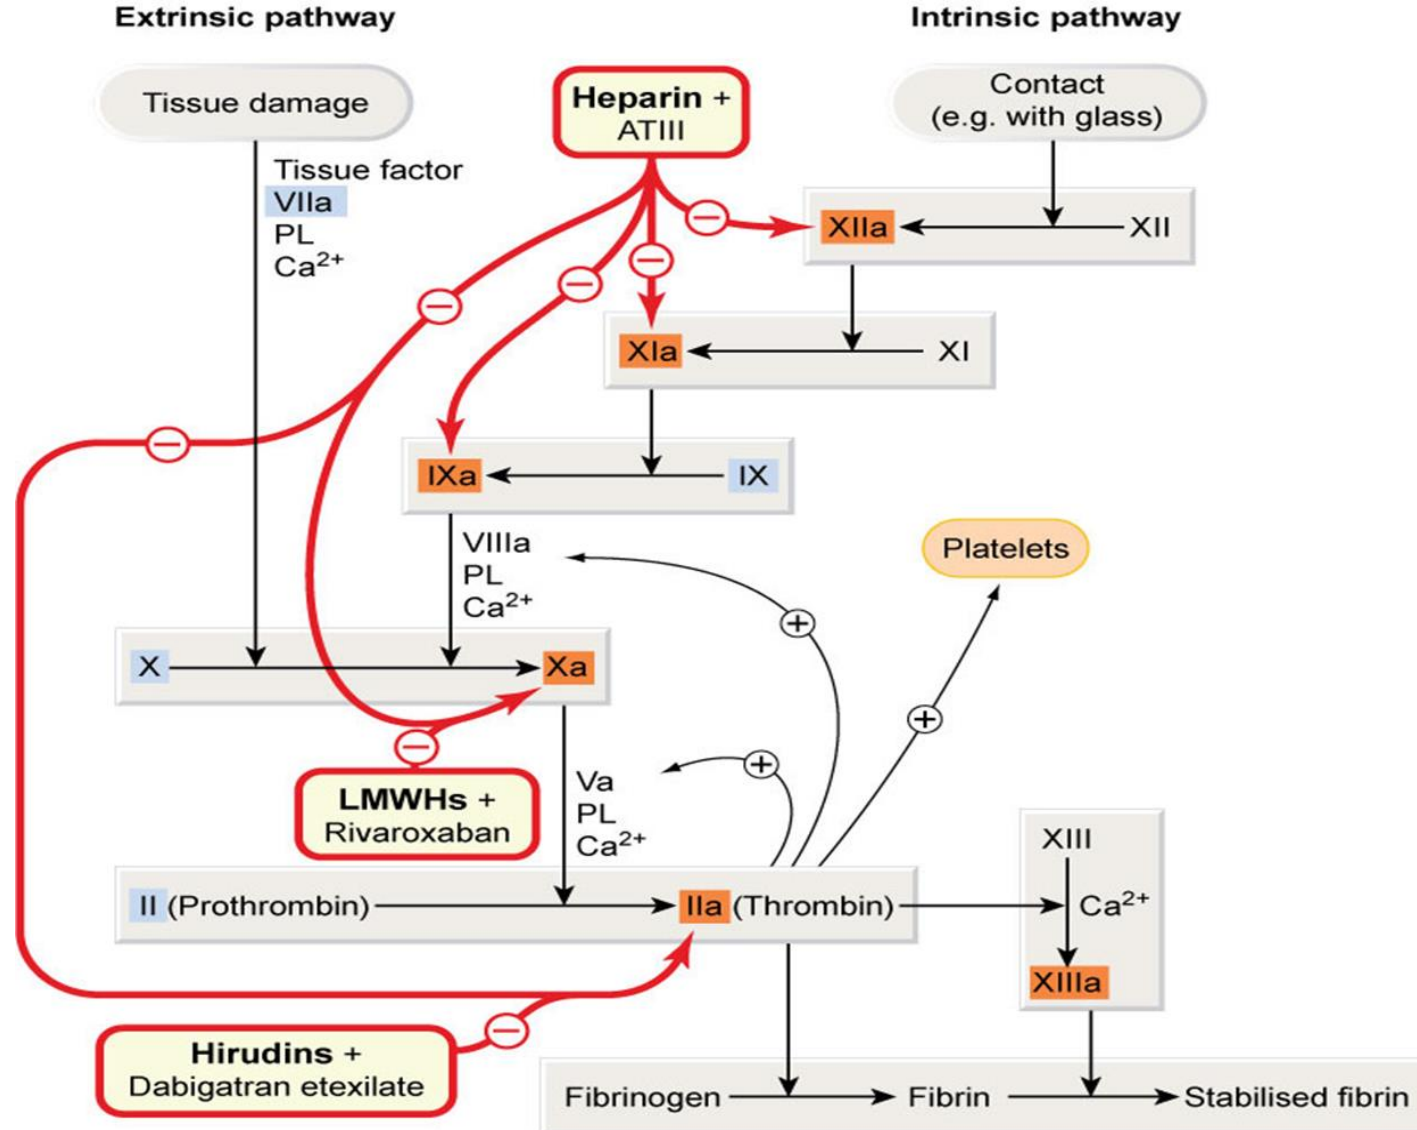 Extrinsic pathway
Intrinsic pathway
Tissue damage
Heparin +
ATIII
Contact
(e.g. with glass)
Tissue factor
VIIa
PL
Ca²⁺
XIIa
XII
XIa
XI
IXa
IX
VIIIa
PL
Ca²⁺
Platelets
X
Xa
LMWHs +
Rivaroxaban
Va
PL
Ca²⁺
II (Prothrombin)
IIa (Thrombin)
XIII
Ca²⁺
XIIIa
Hirudins +
Dabigatran etexilate
Fibrinogen
Fibrin
Stabilised fibrin